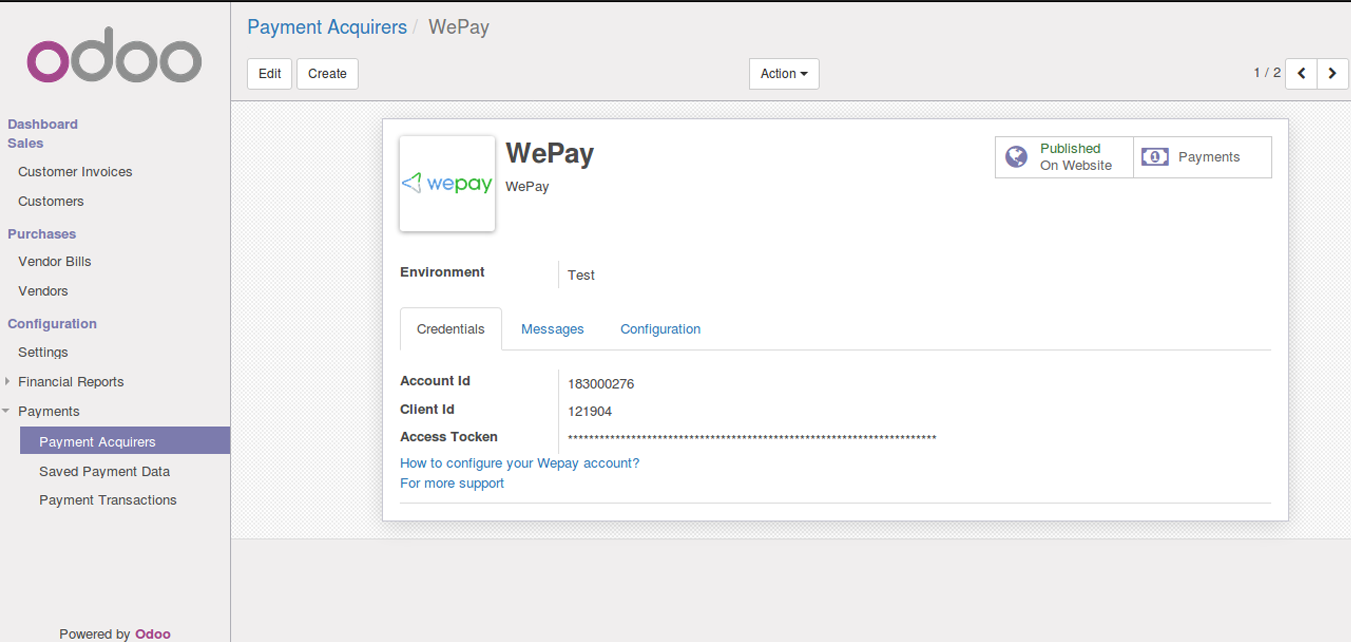 odoo
Dashboard
Sales
Customer Invoices
Customers
Purchases
Vendor Bills
Vendors
Configuration
Settings
Financial Reports
Payments
Payment Acquirers
Saved Payment Data
Payment Transactions
Powered by Odoo
Payment Acquirers / WePay
Edit Create Action 1 / 2
wepay
WePay
WePay
Published
On Website
1 Payments
Environment Test
Credentials Messages Configuration
Account Id 183000276
Client Id 121904
Access Tocken **********************************************************************
How to configure your Wepay account?
For more support